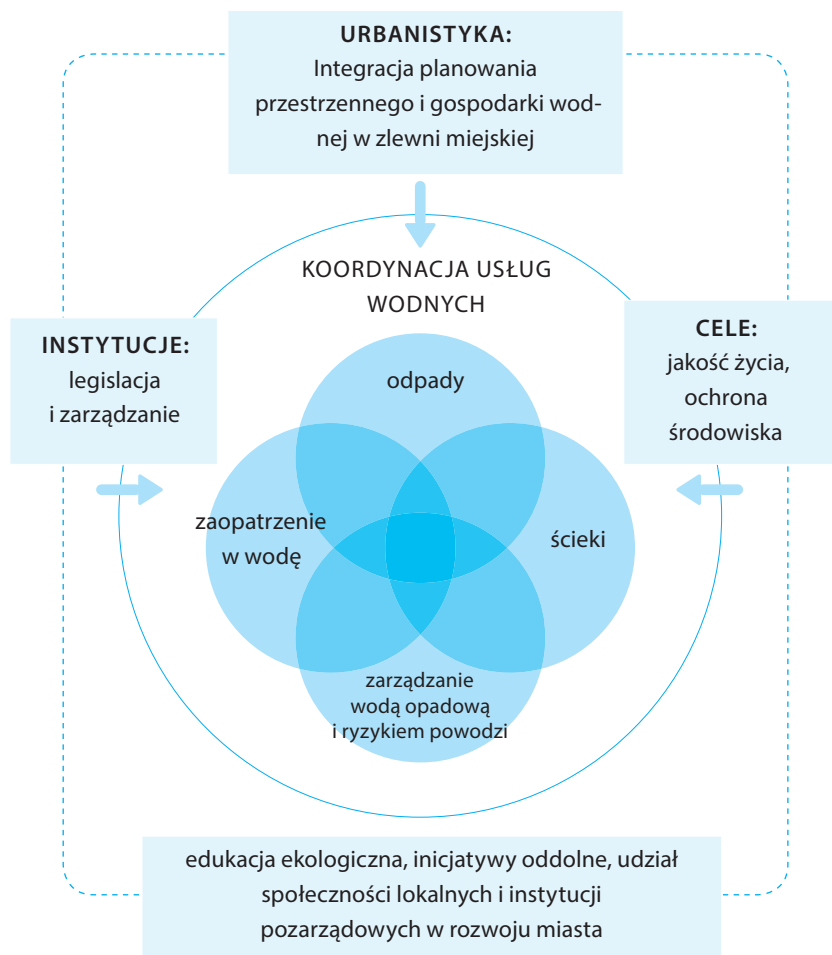 URBANISTYKA:
Integracja planowania
przestrzennego i gospodarki wod-
nej w zlewni miejskiej
KOORDYNACJA USŁUG
WODNYCH
INSTYTUCJE:
legislacja
i zarządzanie
CELE:
jakość życia,
ochrona
środowiska
odpady
zaopatrzenie
w wodę
ścieki
zarządzanie
wodą opadową
i ryzykiem powodzi
edukacja ekologiczna, inicjatywy oddolne, udział
społeczności lokalnych i instytucji
pozarządowych w rozwoju miasta